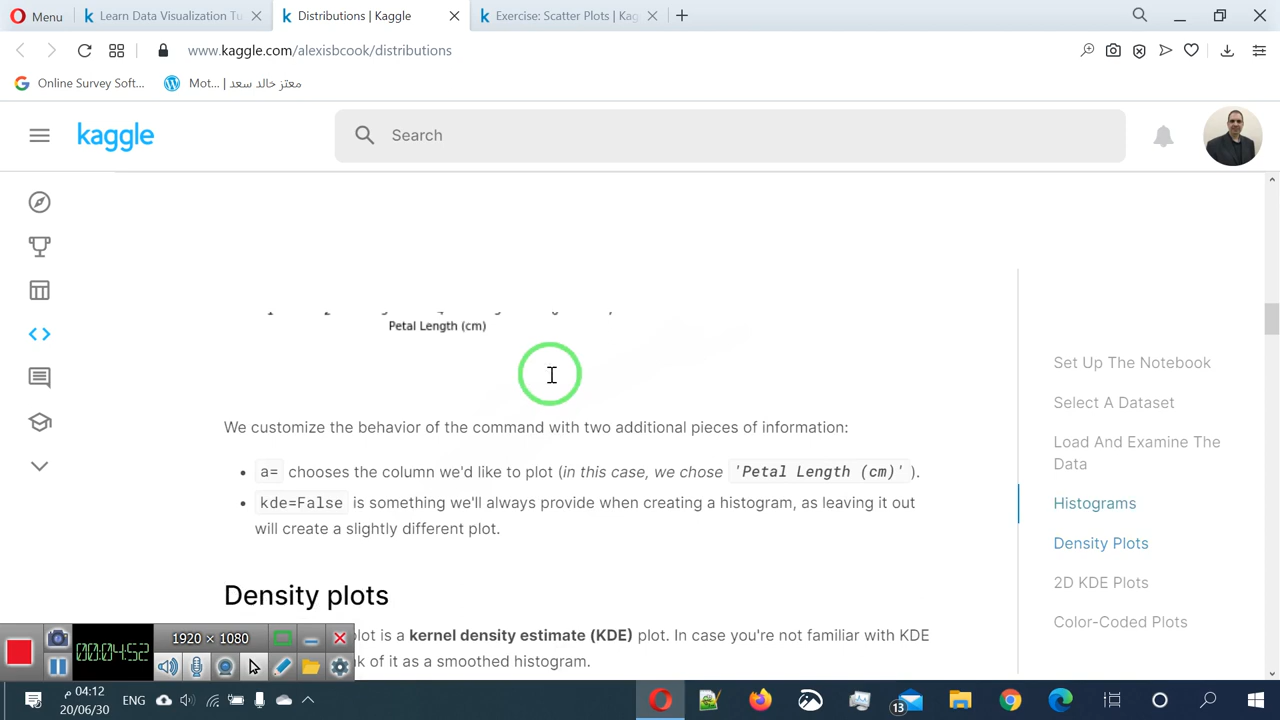 Menu
Learn Data Visualization Tu
Distributions | Kaggle
Exercise: Scatter Plots | Kag
www.kaggle.com/alexisbcook/distributions
Online Survey Soft...
Mot... | معتز خالد سعد
kaggle
Search
Petal Length (cm)
We customize the behavior of the command with two additional pieces of information:
a= chooses the column we'd like to plot (in this case, we chose 'Petal Length (cm)' ).
kde=False is something we'll always provide when creating a histogram, as leaving it out
will create a slightly different plot.
Density plots
lot is a kernel density estimate (KDE) plot. In case you're not familiar with KDE
nk of it as a smoothed histogram.
Set Up The Notebook
Select A Dataset
Load And Examine The
Data
Histograms
Density Plots
2D KDE Plots
Color-Coded Plots
1920 × 1080
00:04:52
04:12 م
20/06/30
ENG
13